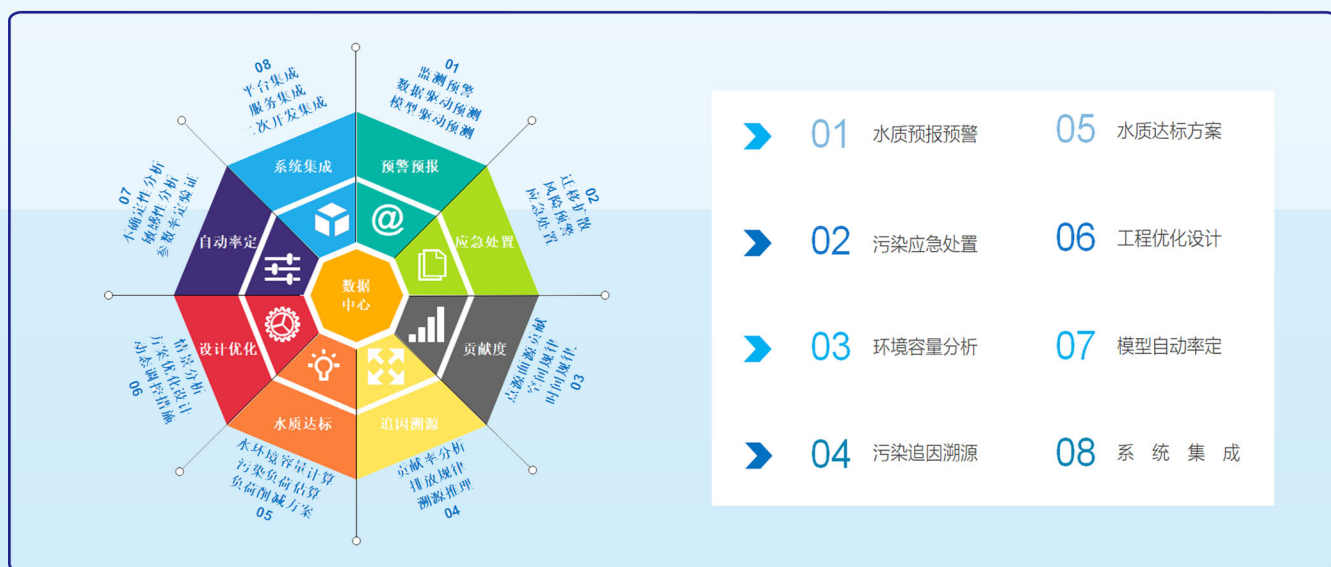 01
监测预警
数据驱动预测
模型驱动预测
02
迁移扩散
风险预警
应急处置
点源面源贡献
空间规律
时间规律.
03
贡献率分析
排放规律
溯源推理
04
水环境容量计算
污染负荷估算
负荷削减方案
05
情景分析
方案优化设计
动态调控措施
06
07
不确定性分析
敏感性分析
参数率定验证
08
平台集成
服务集成
二次开发集成
系统集成
预警预报
@
自动率定
应急处置
数据
中心
设计优化
贡献度
水质达标
追因溯源
01 水质预报预警
05 水质达标方案
02 污染应急处置
06 工程优化设计
03 环境容量分析
07 模型自动率定
04 污染追因溯源
08 系统集成